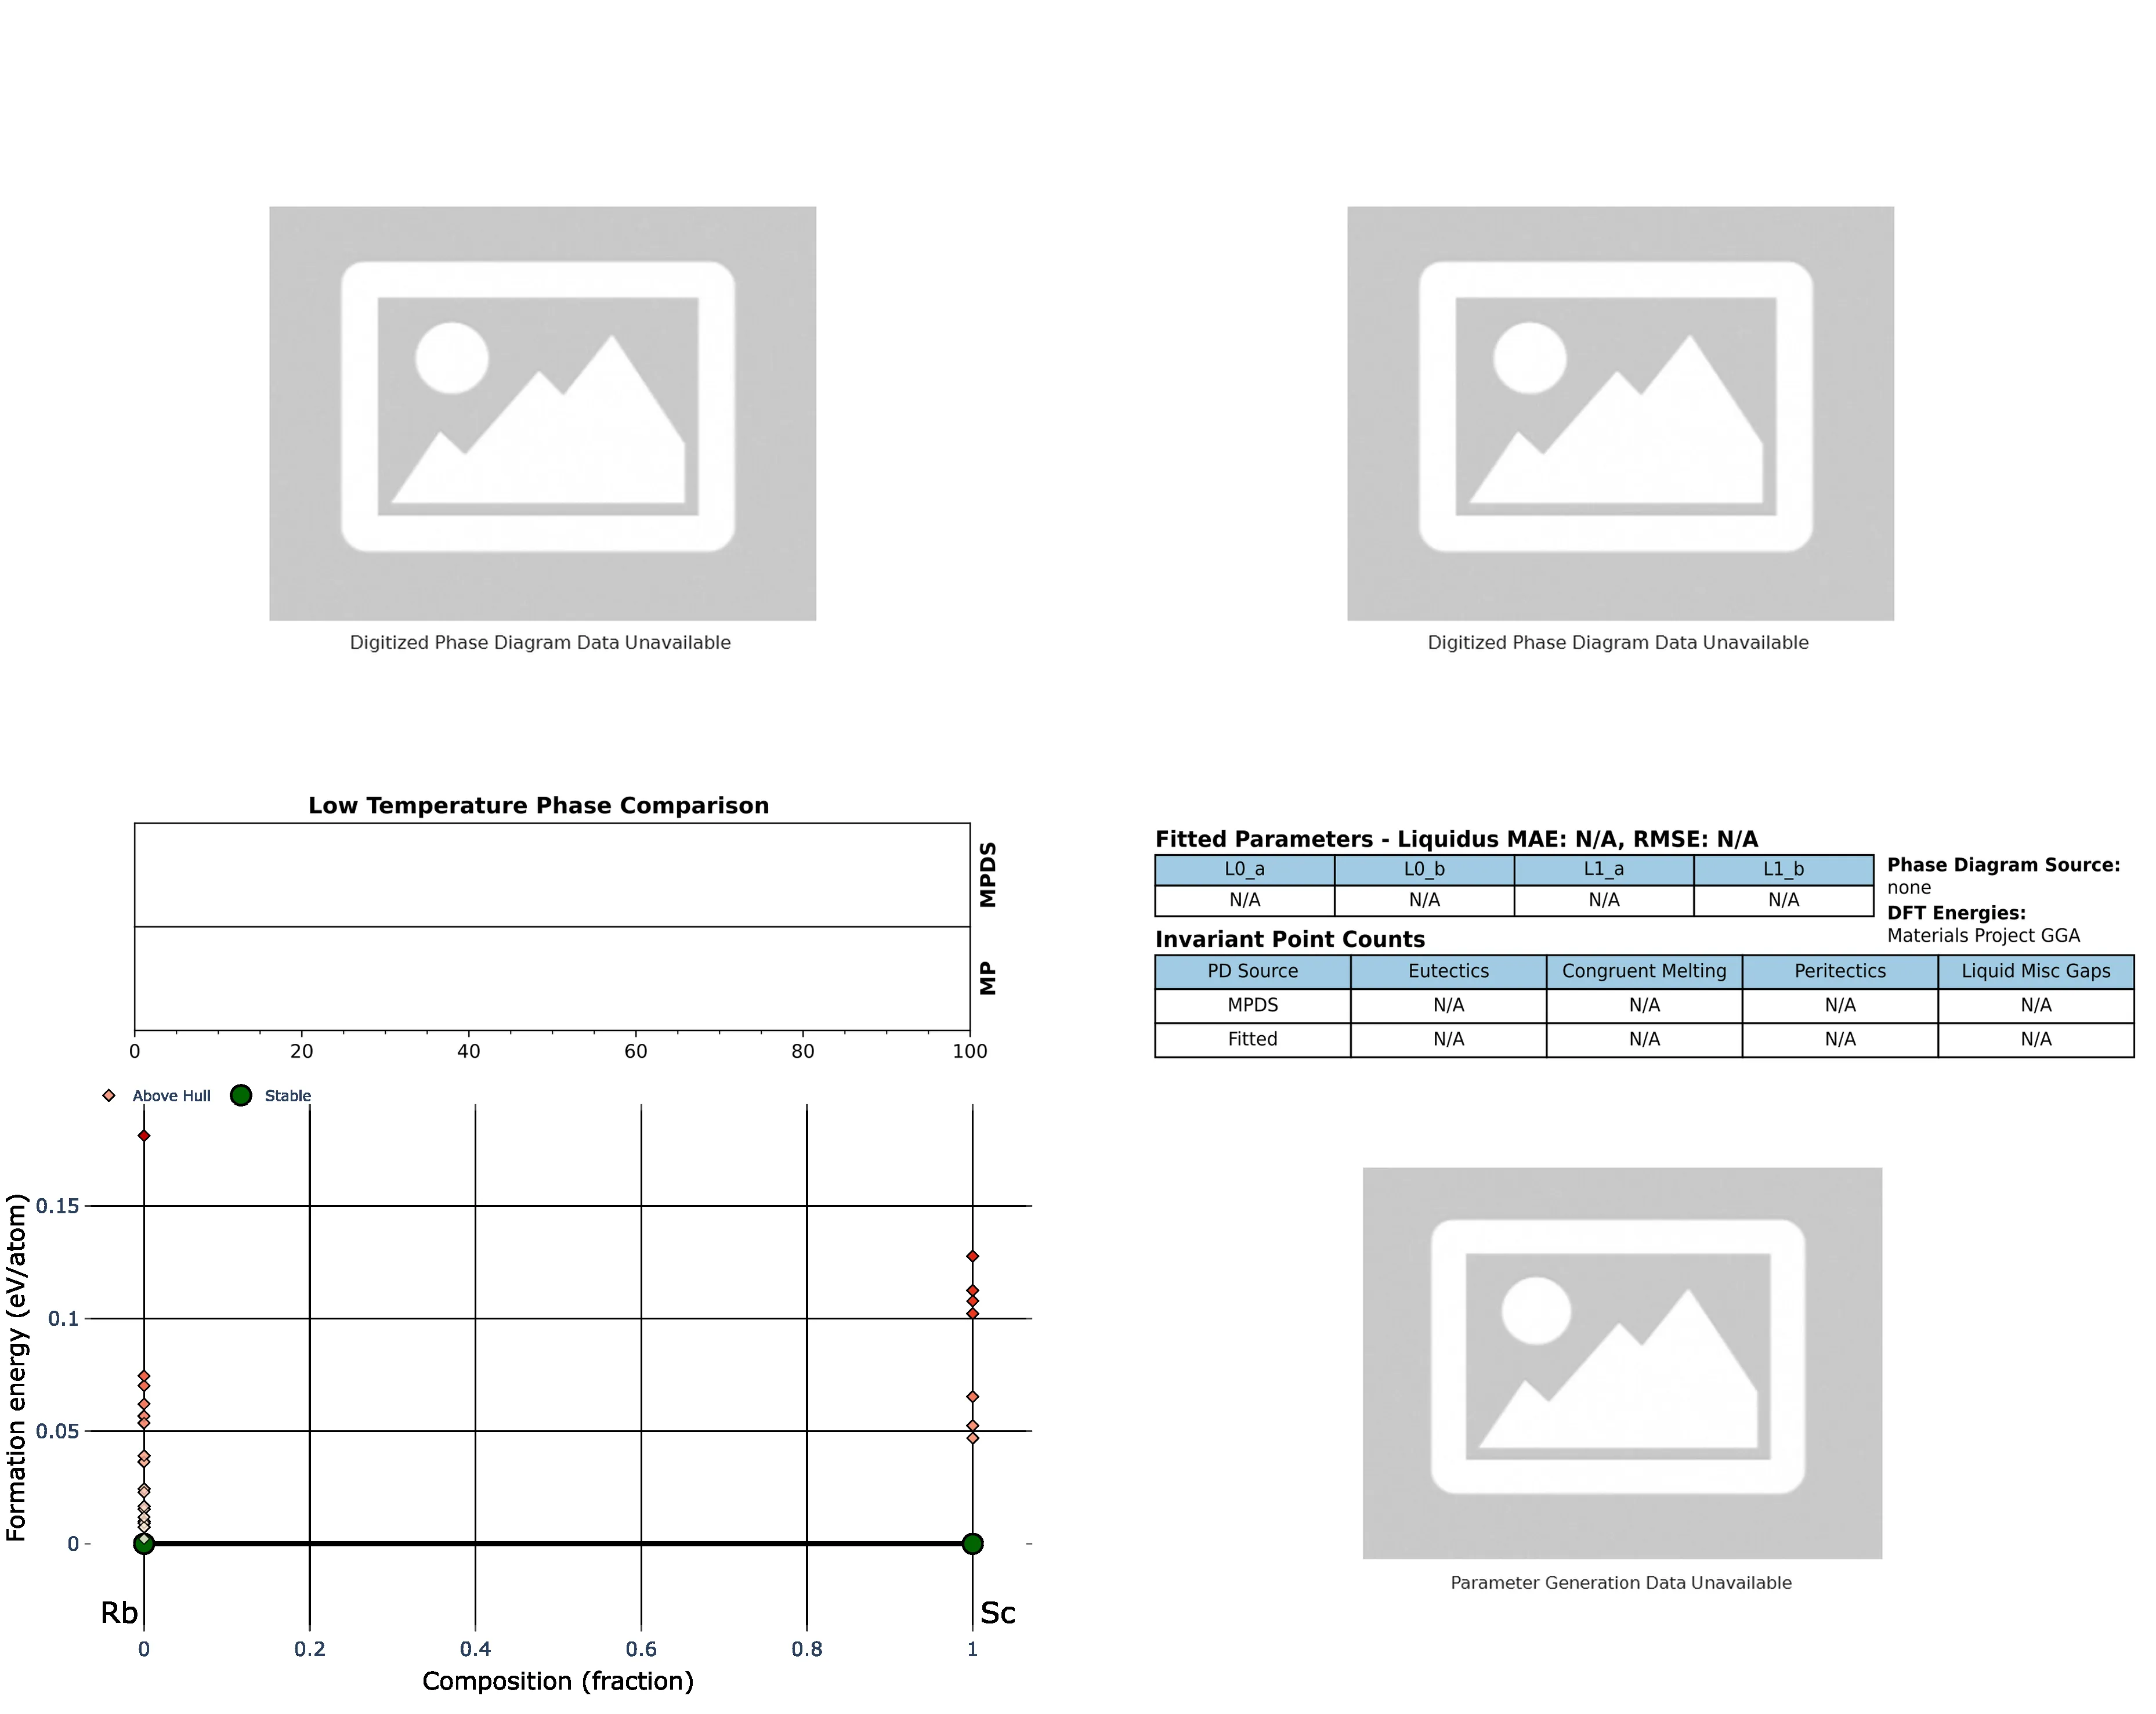 Digitized Phase Diagram Data Unavailable
Digitized Phase Diagram Data Unavailable
Low Temperature Phase Comparison
MPDS
MP
0 20 40 60 80 100
Fitted Parameters - Liquidus MAE: N/A, RMSE: N/A
L0_a L0_b L1_a L1_b
N/A N/A N/A N/A
Phase Diagram Source:
none
DFT Energies:
Materials Project GGA
Invariant Point Counts
PD Source Eutectics Congruent Melting Peritectics Liquid Misc Gaps
MPDS N/A N/A N/A N/A
Fitted N/A N/A N/A N/A
Above Hull Stable
Formation energy (eV/atom)
0.15
0.1
0.05
0
Rb Sc
0 0.2 0.4 0.6 0.8 1
Composition (fraction)
Parameter Generation Data Unavailable